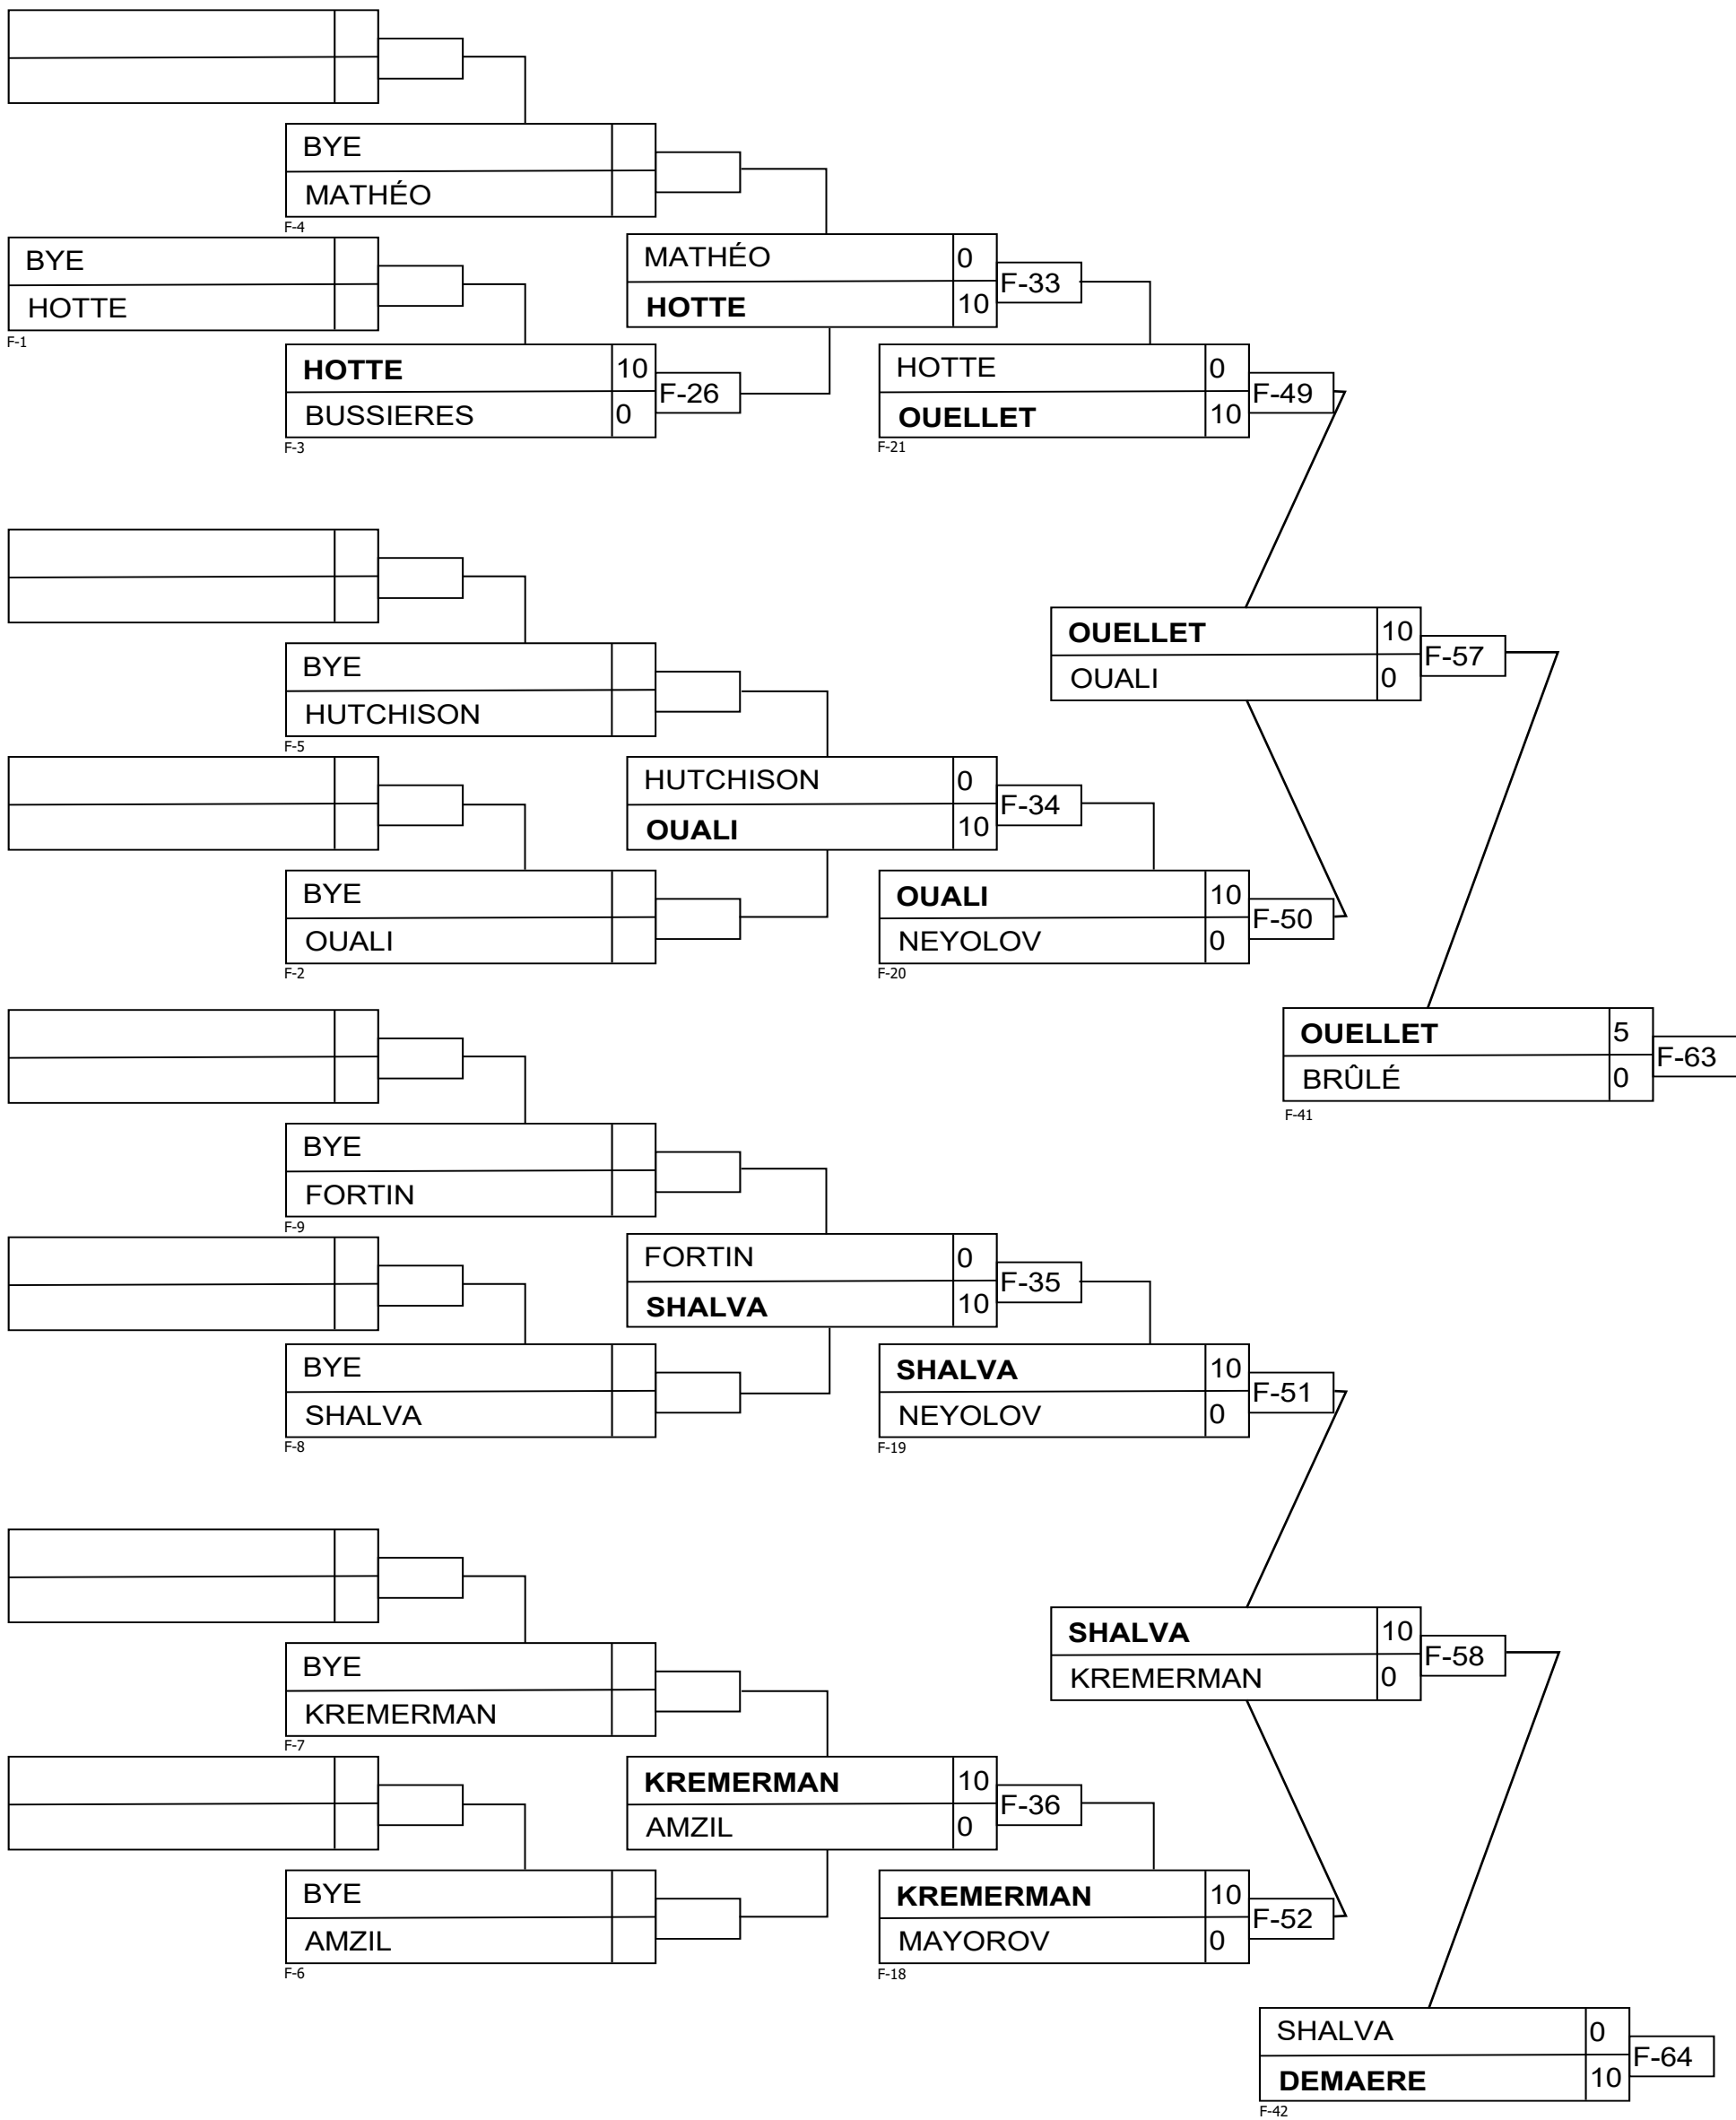 BYE
MATHÉO
F-4
BYE
HOTTE
F-1
MATHÉO 0
HOTTE 10
F-33
HOTTE 10
BUSSIERES 0
F-26
F-3
HOTTE 0
OUELLET 10
F-49
F-21
BYE
HUTCHISON
F-5
OUELLET 10
OUALI 0
F-57
HUTCHISON 0
OUALI 10
F-34
BYE
OUALI
F-2
OUALI 10
NEYOLOV 0
F-50
F-20
OUELLET 5
BRÛLÉ 0
F-63
F-41
BYE
FORTIN
F-9
FORTIN 0
SHALVA 10
F-35
BYE
SHALVA
F-8
SHALVA 10
NEYOLOV 0
F-51
F-19
SHALVA 10
KREMERMAN 0
F-58
BYE
KREMERMAN
F-7
KREMERMAN 10
AMZIL 0
F-36
BYE
AMZIL
F-6
KREMERMAN 10
MAYOROV 0
F-52
F-18
SHALVA 0
DEMAERE 10
F-64
F-42